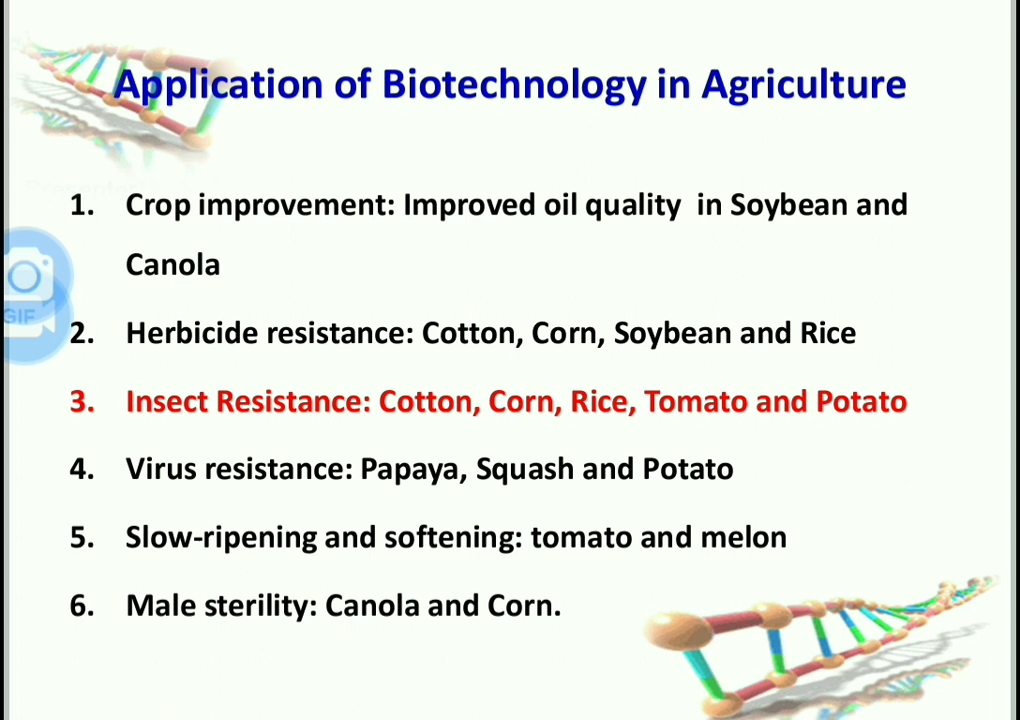 Application of Biotechnology in Agriculture
1. Crop improvement: Improved oil quality in Soybean and
Canola
2. Herbicide resistance: Cotton, Corn, Soybean and Rice
3. Insect Resistance: Cotton, Corn, Rice, Tomato and Potato
4. Virus resistance: Papaya, Squash and Potato
5. Slow-ripening and softening: tomato and melon
6. Male sterility: Canola and Corn.
GIF